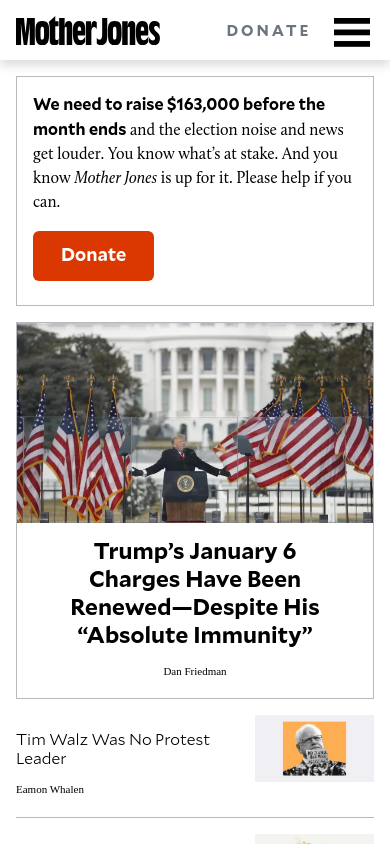 Mother Jones
DONATE
We need to raise $163,000 before the
month ends and the election noise and news
get louder. You know what’s at stake. And you
know Mother Jones is up for it. Please help if you
can.
Donate
Trump’s January 6
Charges Have Been
Renewed—Despite His
“Absolute Immunity”
Dan Friedman
Tim Walz Was No Protest
Leader
Eamon Whalen